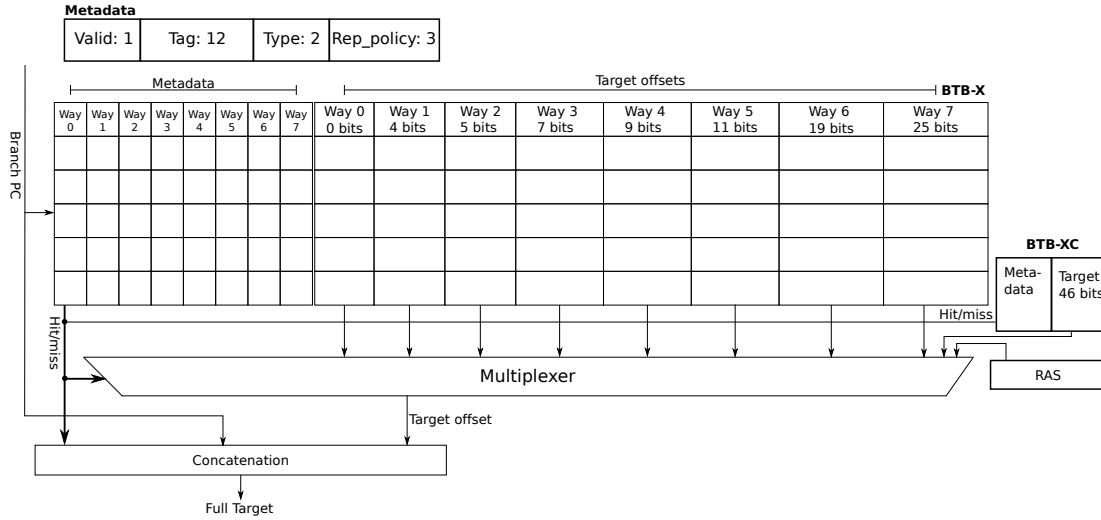 Metadata
Valid: 1 Tag: 12 Type: 2 Rep_policy: 3
Metadata Target offsets BTB-X
Way 0 Way 1 Way 2 Way 3 Way 4 Way 5 Way 6 Way 7
Way 0 Way 1 Way 2 Way 3 Way 4 Way 5 Way 6 Way 7
0 bits 4 bits 5 bits 7 bits 9 bits 11 bits 19 bits 25 bits
Branch PC
BTB-XC
Meta-
data
Target
46 bits
Hit/miss
Hit/miss
Multiplexer
RAS
Target offset
Concatenation
Full Target